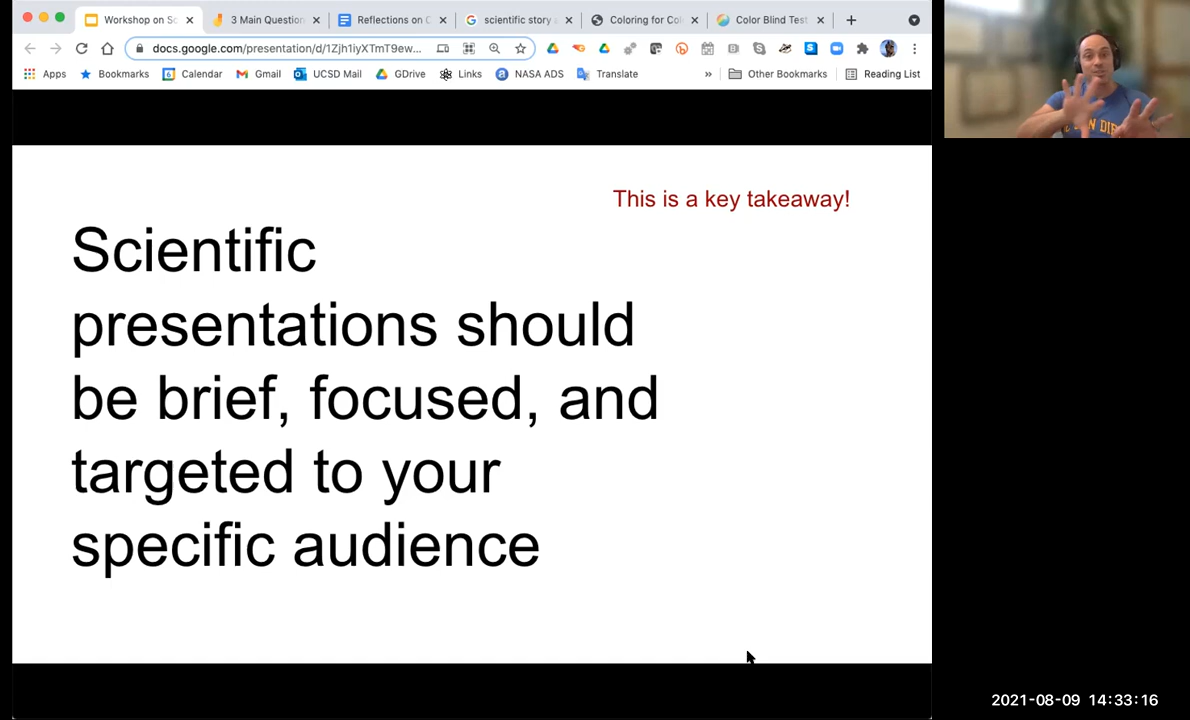 Workshop on Sc
3 Main Question
Reflections on C
scientific story
Coloring for Col
Color Blind Test
docs.google.com/presentation/d/1Zjh1iyXTmT9ew...
Apps
Bookmarks
Calendar
Gmail
UCSD Mail
GDrive
Links
NASA ADS
Translate
»
Other Bookmarks
Reading List
This is a key takeaway!
Scientific
presentations should
be brief, focused, and
targeted to your
specific audience
2021-08-09 14:33:16